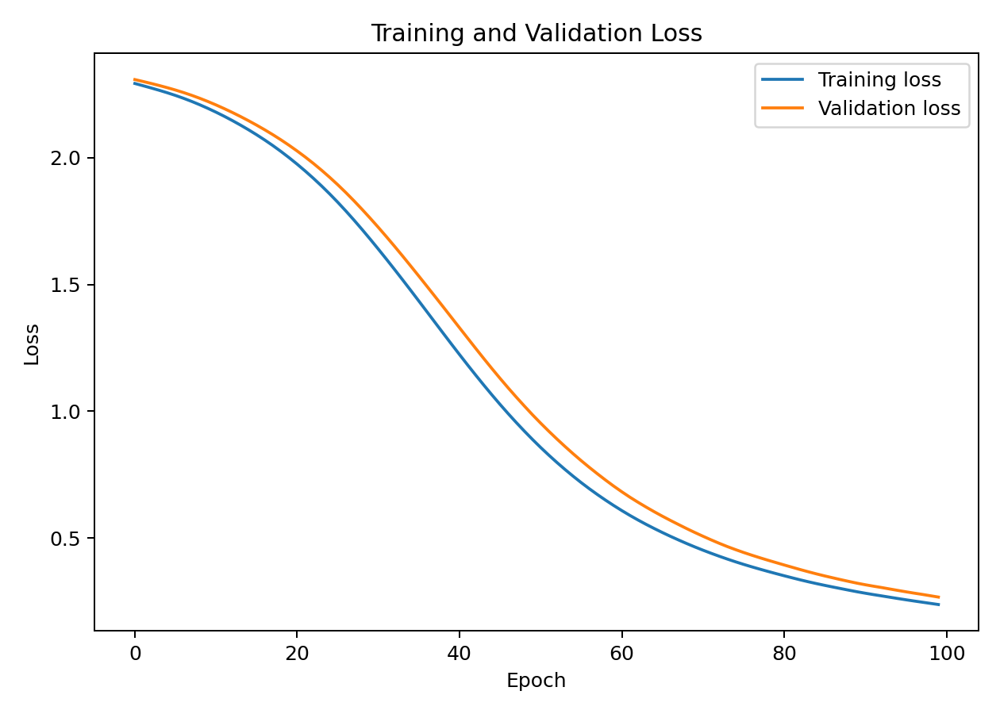 Training and Validation Loss
Training loss
Validation loss
2.0
1.5
1.0
0.5
Loss
0 20 40 60 80 100
Epoch